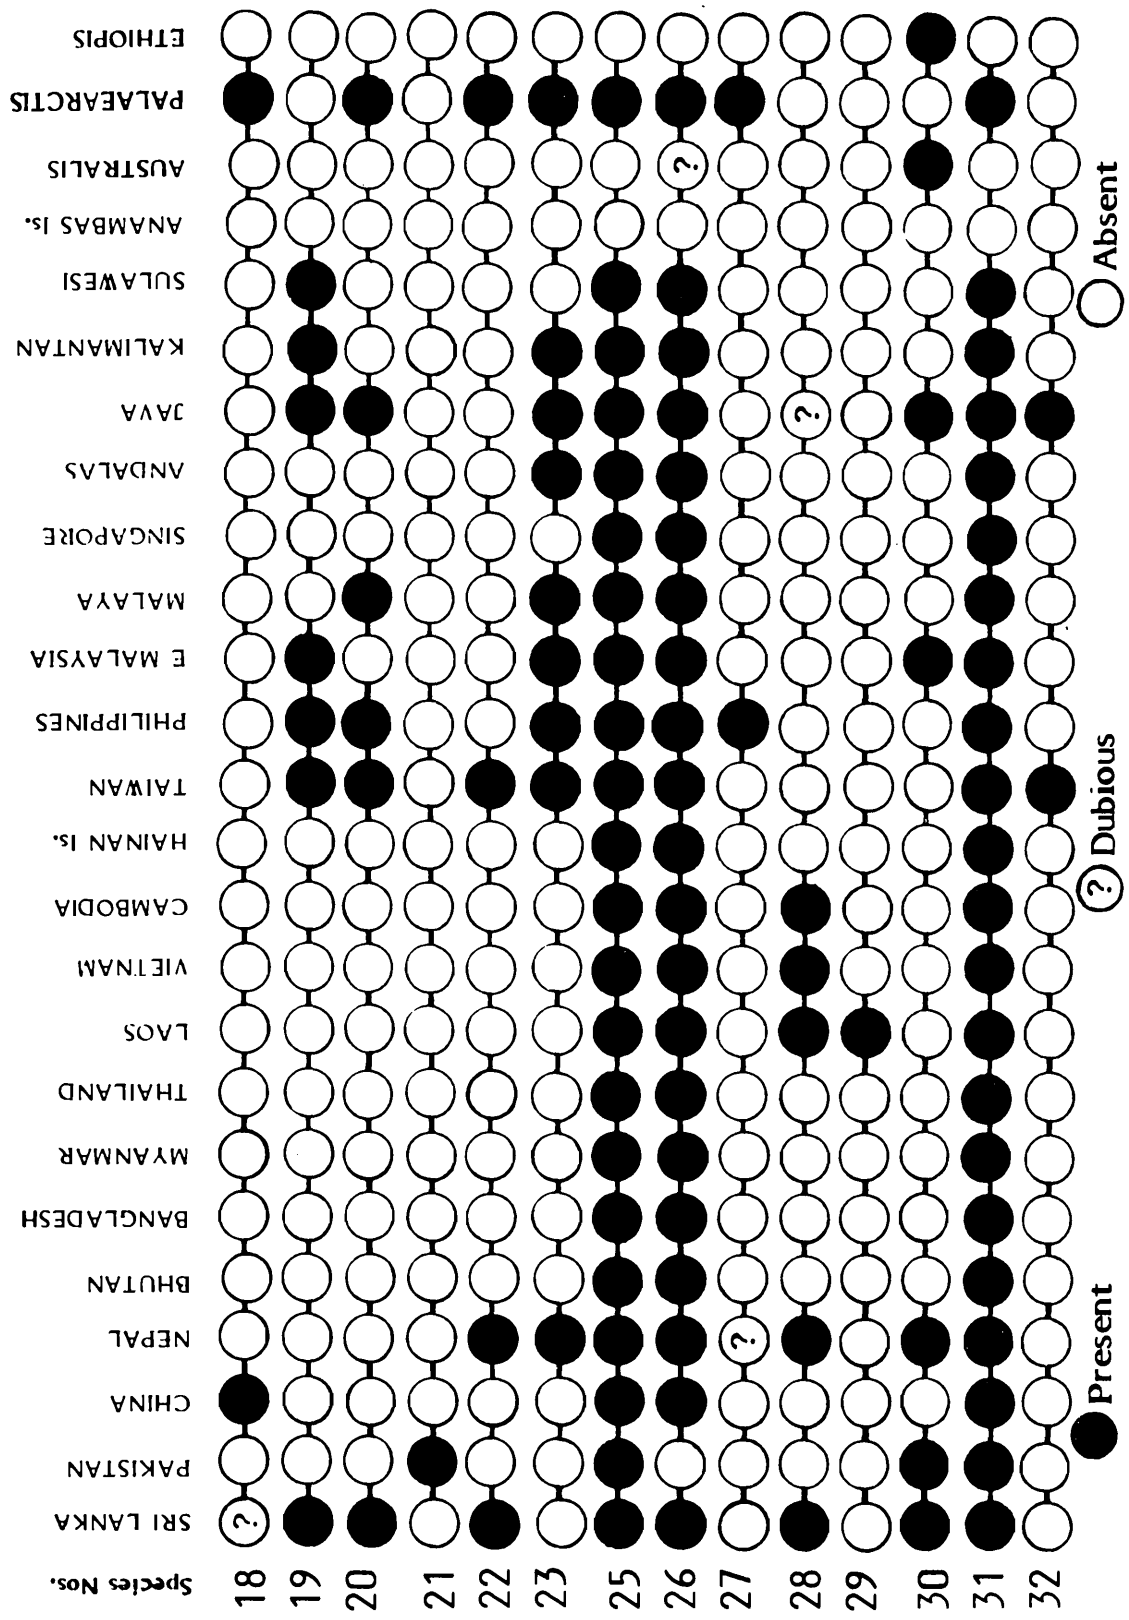 ETHIOPIS
PALAEARCTIS
AUSTRALIS
ANAMBAS Is.
SULAWESI
KALIMANTAN
JAVA
ANDALAS
SINGAPORE
MALAYA
E MALAYSIA
PHILIPPINES
TAIWAN
HAINAN Is.
CAMBODIA
VIETNAM
LAOS
THAILAND
MYANMAR
BANGLADESH
BHUTAN
NEPAL
CHINA
PAKISTAN
SRI LANKA
Species Nos.
18
19
20
21
22
23
25
26
27
28
29
30
31
32
?
?
?
?
Present
? Dubious
Absent